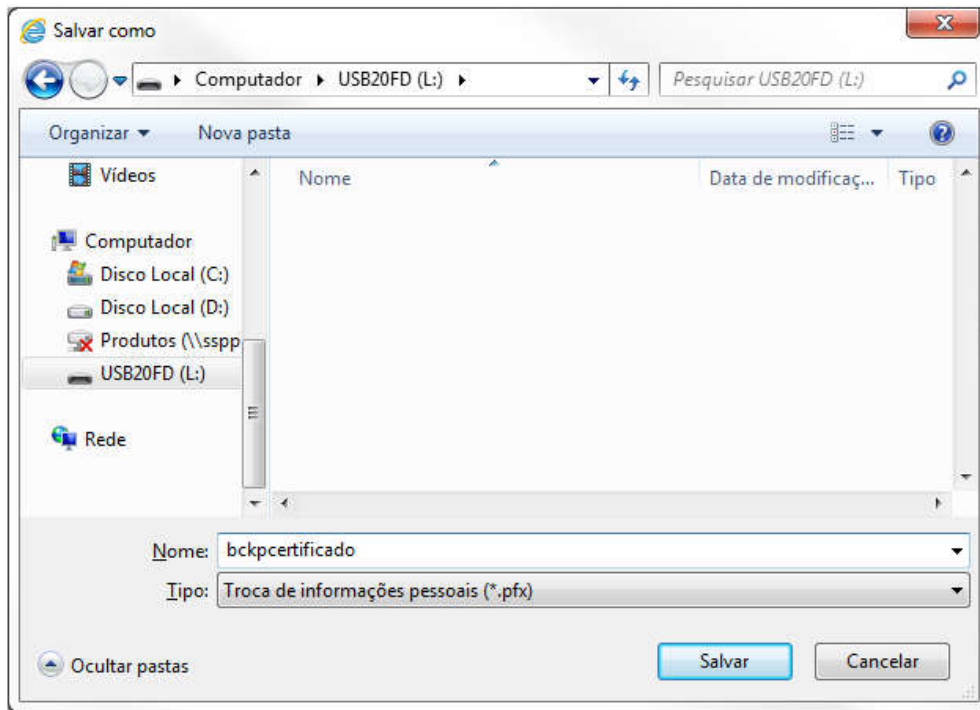 Salvar como
Computador USB20FD (L:) Pesquisar USB20FD (L:)
Organizar Nova pasta
Vídeos
Nome Data de modificaç... Tipo
Computador
Disco Local (C:)
Disco Local (D:)
Produtos (\\sspp
USB20FD (L:)
Rede
Nome: bckpcertificado
Tipo: Troca de informações pessoais (*.pfx)
Ocultar pastas Salvar Cancelar